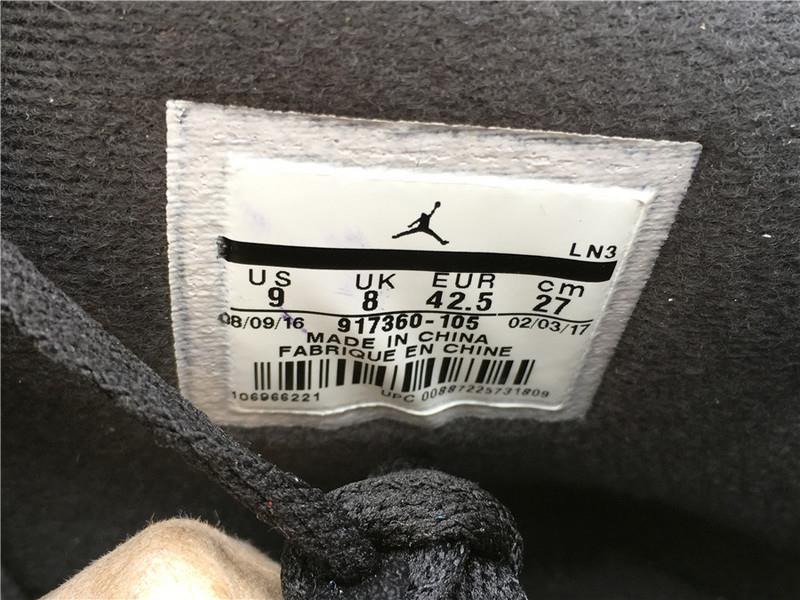 LN3
US UK EUR cm
9 8 42.5 27
08/09/16 917360-105 02/03/17
MADE IN CHINA
FABRIQUE EN CHINE
106966221 UPC 00887225731809